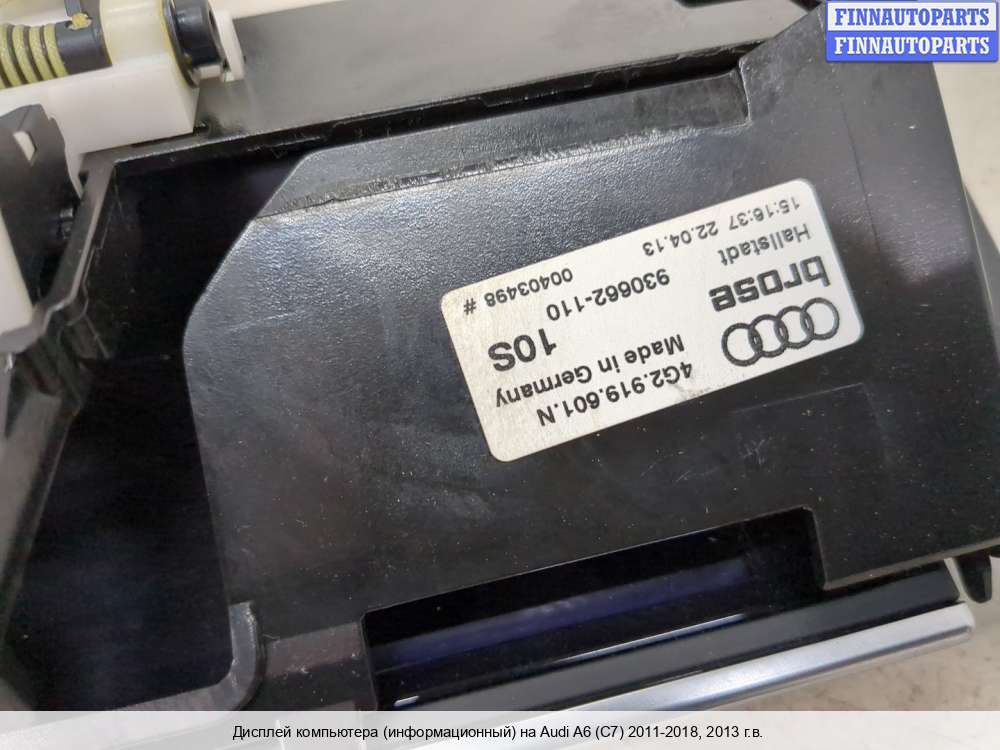 FINNAUTOPARTS
FINNAUTOPARTS
4G2.919.601.N
Made in Germany
10S
930662-110
# 00403498
brose
Hallstadt
15:16:37 22.04.13
Дисплей компьютера (информационный) на Audi A6 (C7) 2011-2018, 2013 г.в.